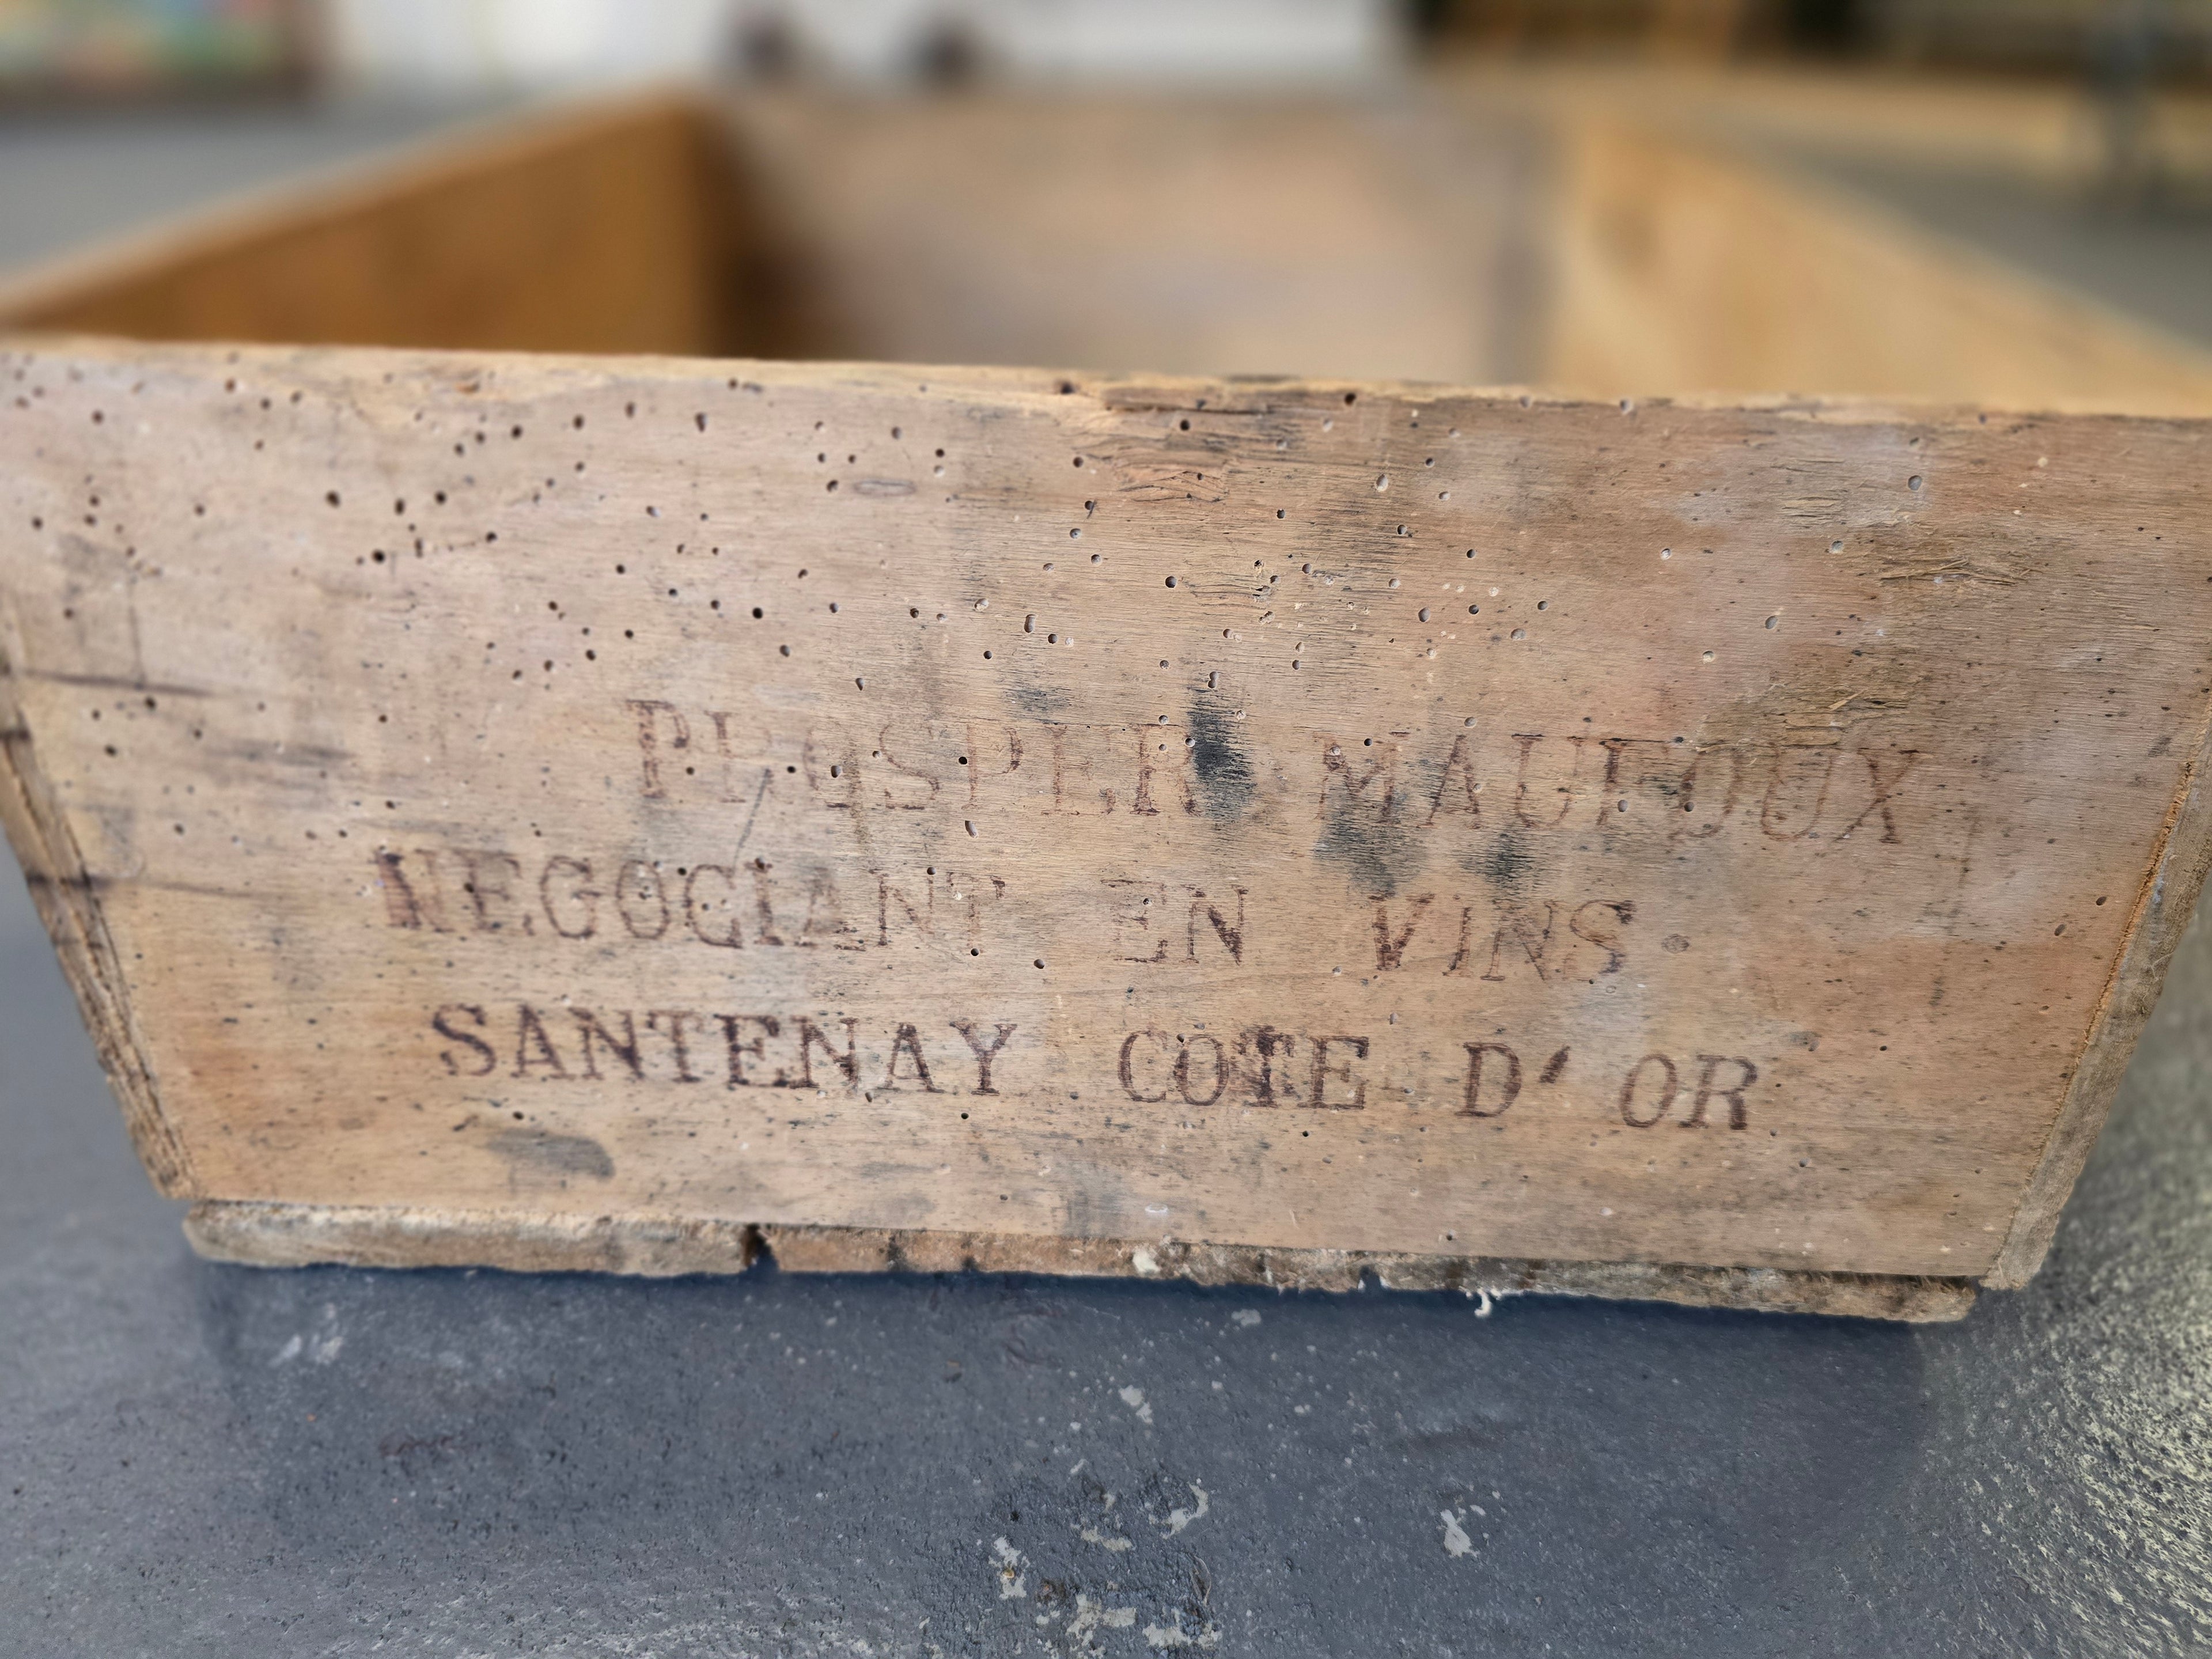 PROSPER MAUFOUX
NEGOCIANT EN VINS
SANTENAY COTE D' OR